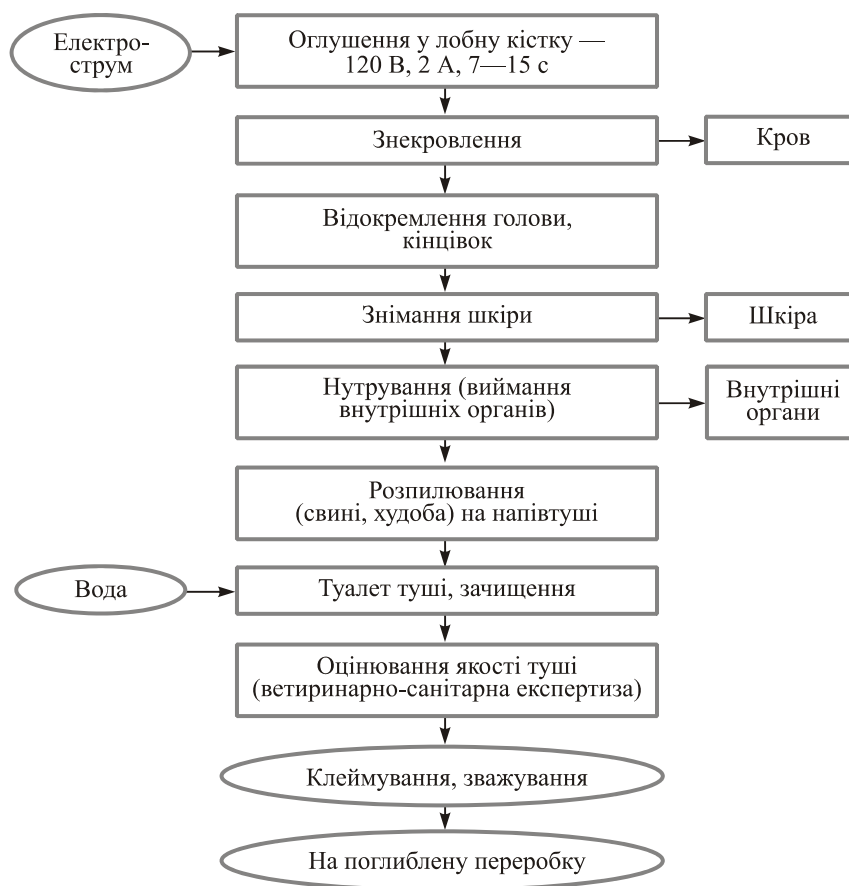 Електро-
струм
Оглушення у лобну кістку —
120 В, 2 А, 7—15 с
Знекровлення
Кров
Відокремлення голови,
кінцівок
Знімання шкіри
Шкіра
Нутрування (виймання
внутрішніх органів)
Внутрішні
органи
Розпилювання
(свині, худоба) на напівтуші
Вода
Туалет туші, зачищення
Оцінювання якості туші
(ветиринарно-санітарна експертиза)
Клеймування, зважування
На поглиблену переробку